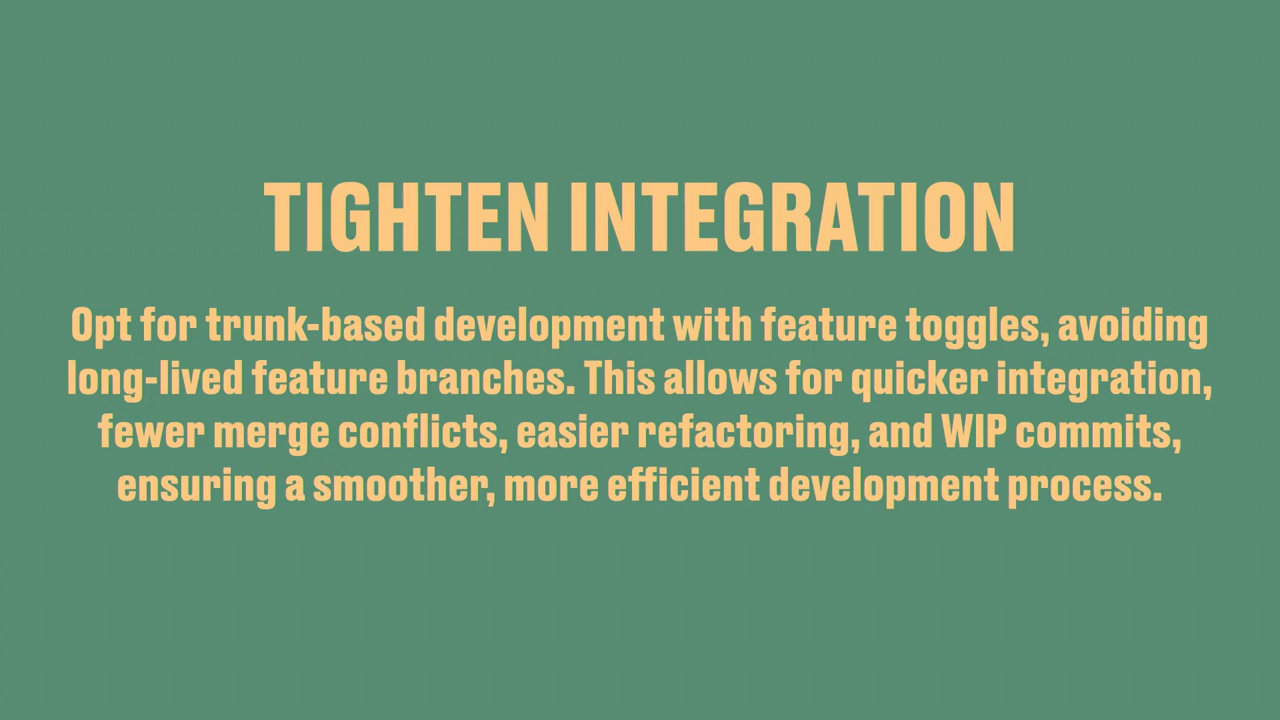 TIGHTEN INTEGRATION
Opt for trunk-based development with feature toggles, avoiding
long-lived feature branches. This allows for quicker integration,
fewer merge conflicts, easier refactoring, and WIP commits,
ensuring a smoother, more efficient development process.